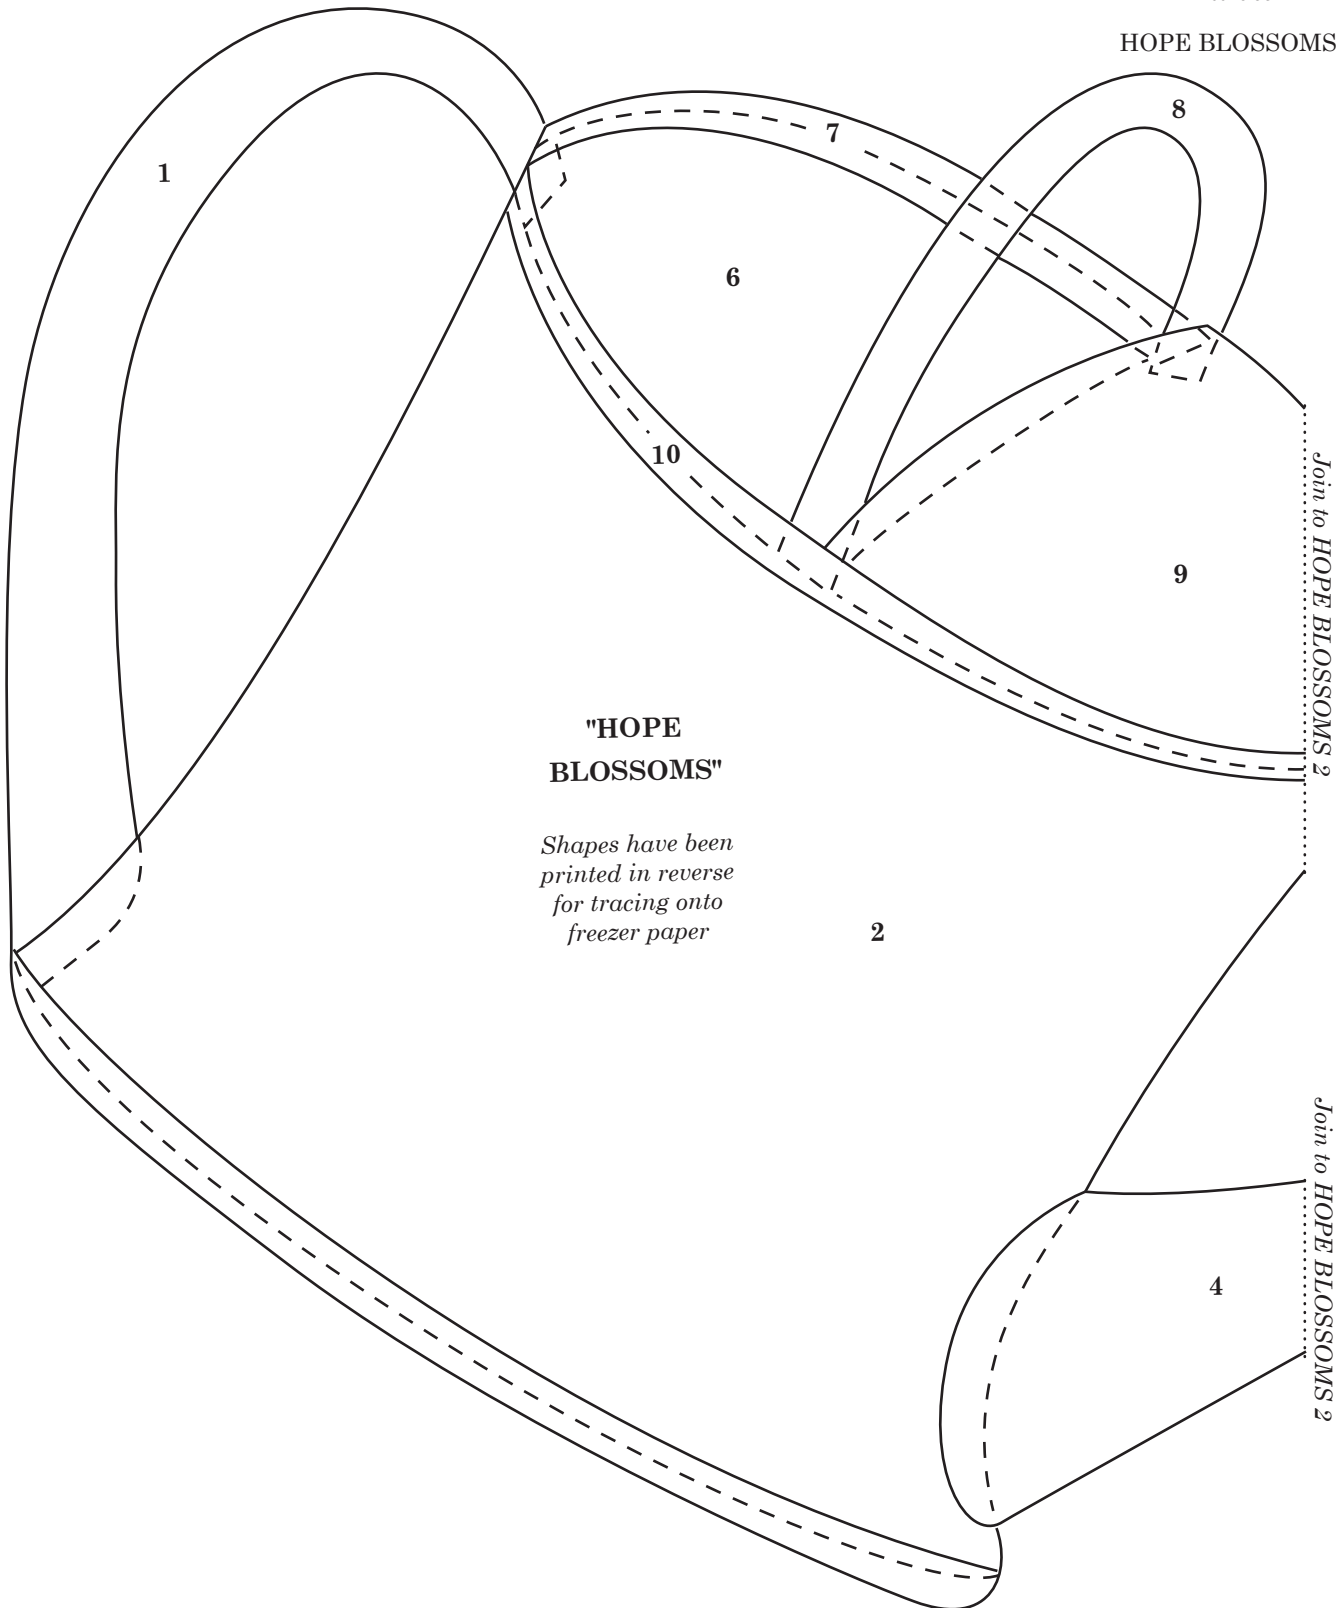 HOPE BLOSSOMS
8
7
1
6
10
Join to HOPE BLOSSOMS 2
9
"HOPE
BLOSSOMS"
Shapes have been
printed in reverse
for tracing onto
freezer paper
2
Join to HOPE BLOSSOMS 2
4